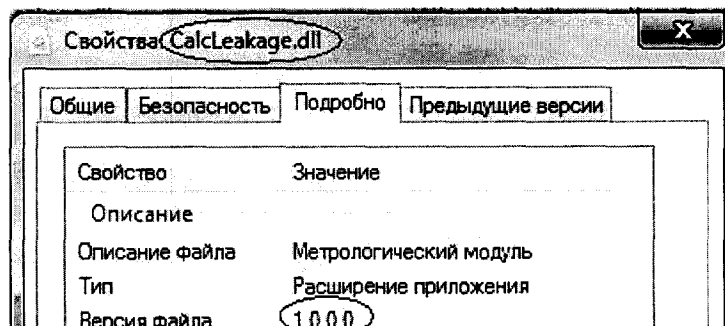 Свойства: CalcLeakage.dll
Общие Безопасность Подробно Предыдущие версии
Свойство Значение
Описание
Описание файла Метрологический модуль
Тип Расширение приложения
Версия файла 1.0.0.0